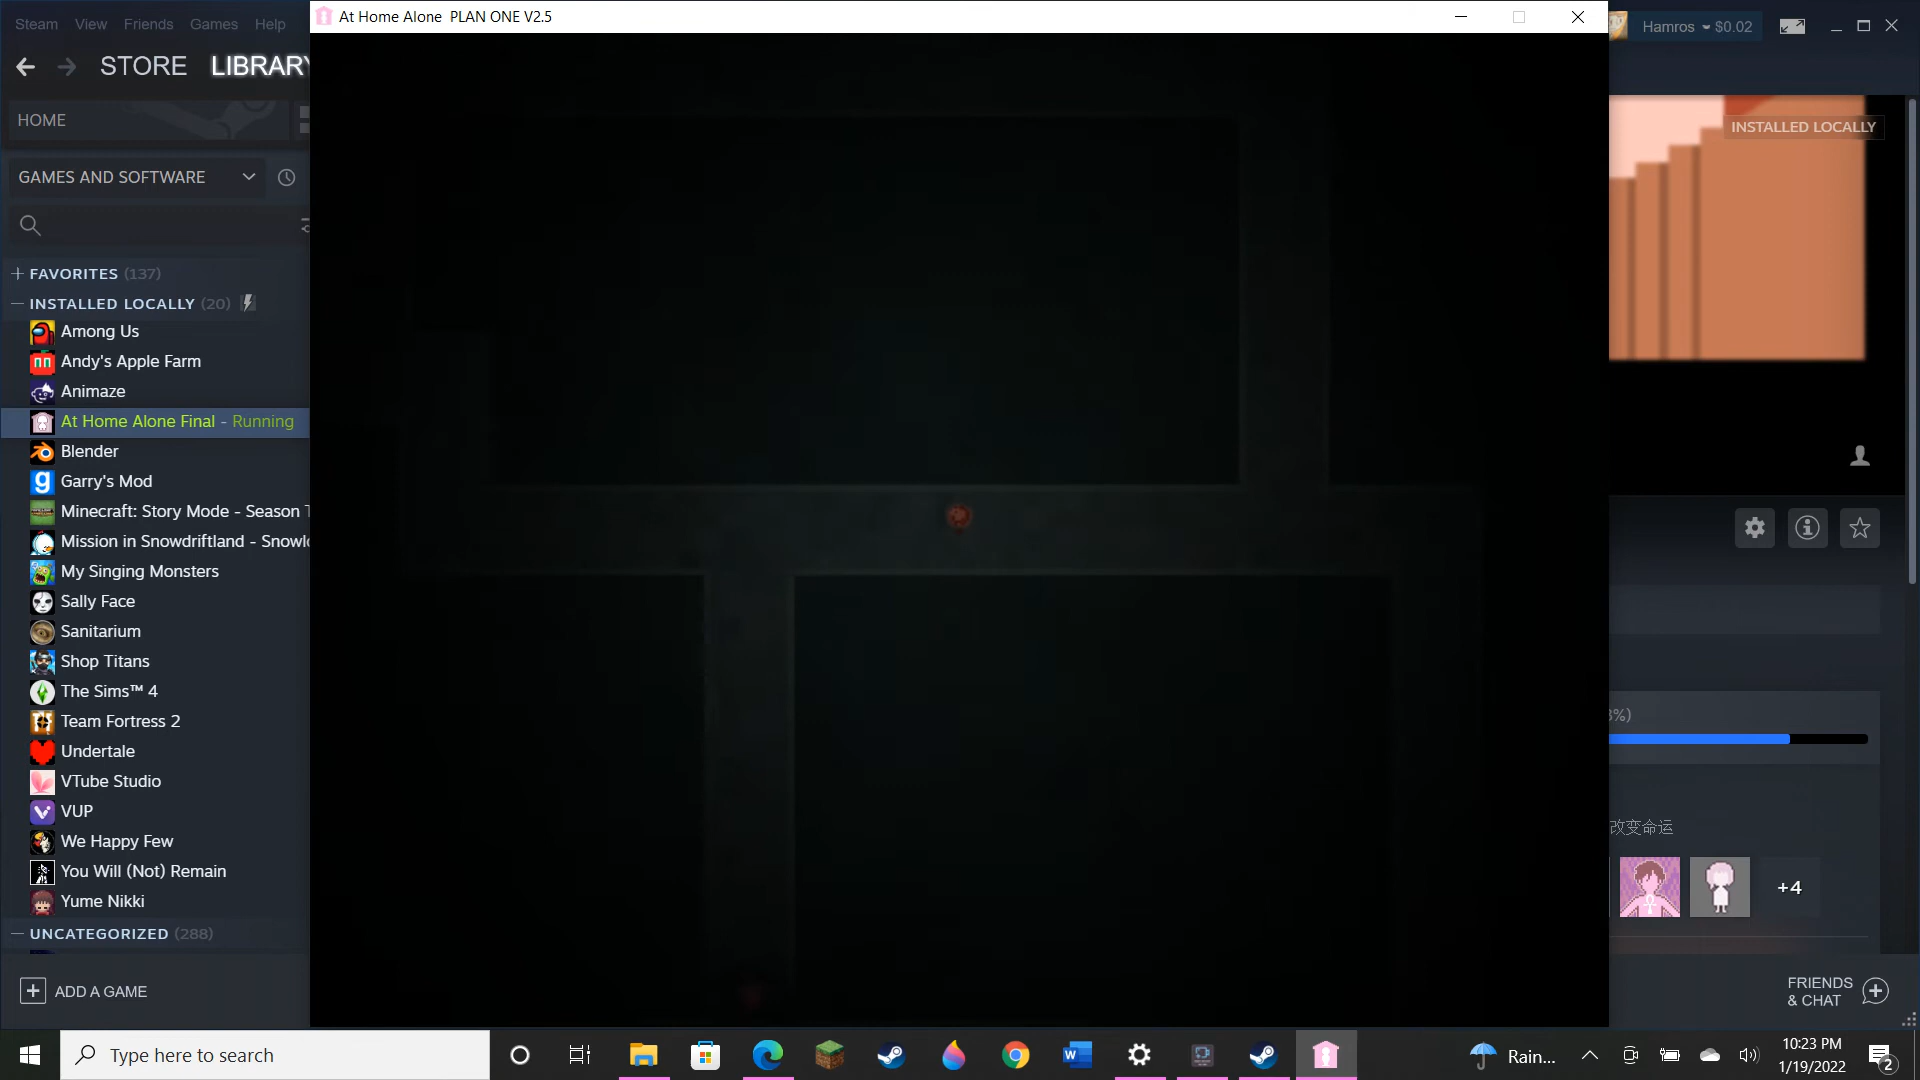 At Home Alone  PLAN ONE V2.5
Steam View Friends Games Help
Hamros $0.02
STORE LIBRARY
HOME
INSTALLED LOCALLY
GAMES AND SOFTWARE
FAVORITES (137)
INSTALLED LOCALLY (20)
Among Us
Andy's Apple Farm
Animaze
At Home Alone Final - Running
Blender
Garry's Mod
Minecraft: Story Mode - Season
Mission in Snowdriftland - Snowl
My Singing Monsters
Sally Face
Sanitarium
Shop Titans
The Sims™ 4
Team Fortress 2
Undertale
VTube Studio
VUP
We Happy Few
You Will (Not) Remain
Yume Nikki
UNCATEGORIZED (288)
ADD A GAME
%)
改变命运
+4
FRIENDS
& CHAT
Type here to search
Rain...
10:23 PM
1/19/2022
2